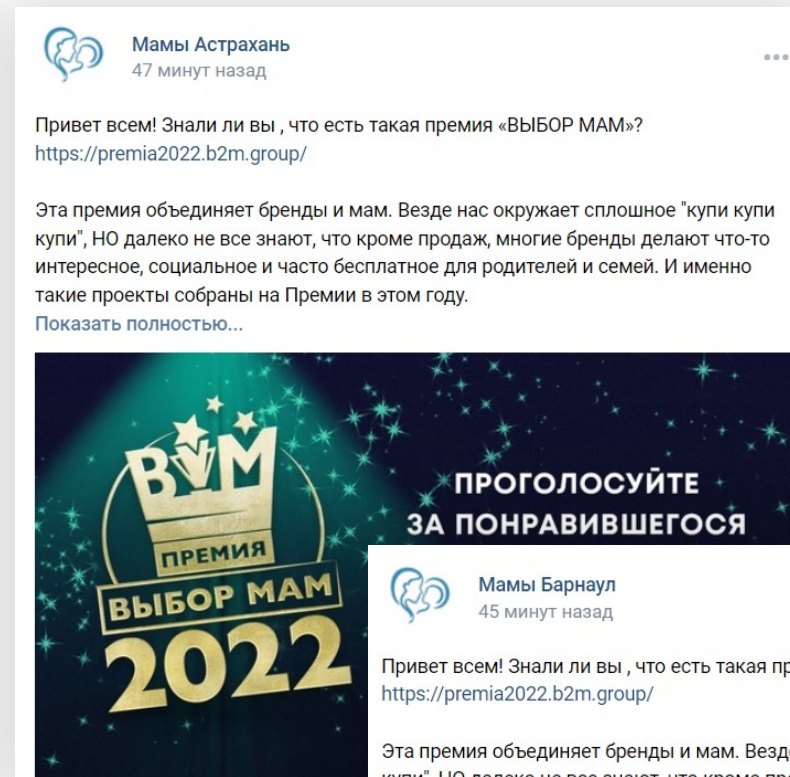 Мамы Астрахань
47 минут назад
Привет всем! Знали ли вы , что есть такая премия «ВЫБОР МАМ»?
https://premia2022.b2m.group/
Эта премия объединяет бренды и мам. Везде нас окружает сплошное "купи купи
купи", НО далеко не все знают, что кроме продаж, многие бренды делают что-то
интересное, социальное и часто бесплатное для родителей и семей. И именно
такие проекты собраны на Премии в этом году.
Показать полностью...
ВМ
ПРЕМИЯ
ВЫБОР МАМ
2022
ПРОГОЛОСУЙТЕ
ЗА ПОНРАВИВШЕГОСЯ
Мамы Барнаул
45 минут назад
Привет всем! Знали ли вы , что есть такая
https://premia2022.b2m.group/
Эта премия объединяет бренды и мам.